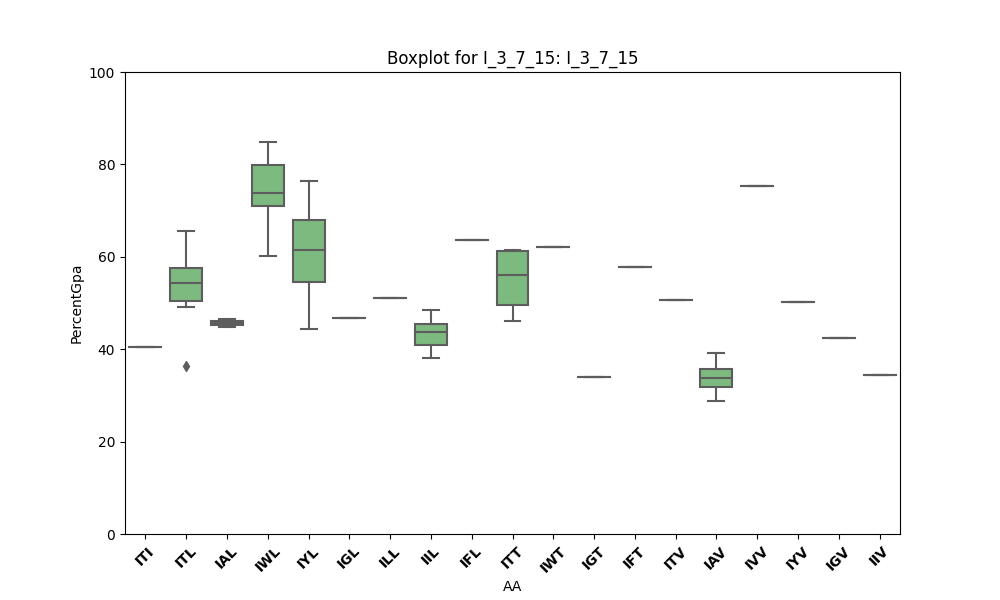 Boxplot for I_3_7_15: I_3_7_15
100
80
60
40
20
0
PercentGpa
ITI ITL IAL IWL IYL IGL ILL IIL IFL ITT IWT IGT IFT ITV IAV IVV IYV IGV IIV
AA